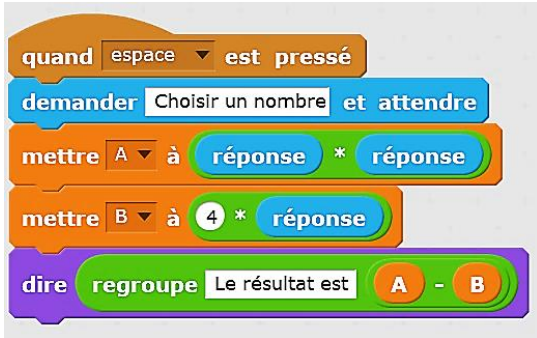 quand espace est pressé
demander Choisir un nombre et attendre
mettre A à réponse * réponse
mettre B à 4 * réponse
dire regroupe Le résultat est A - B